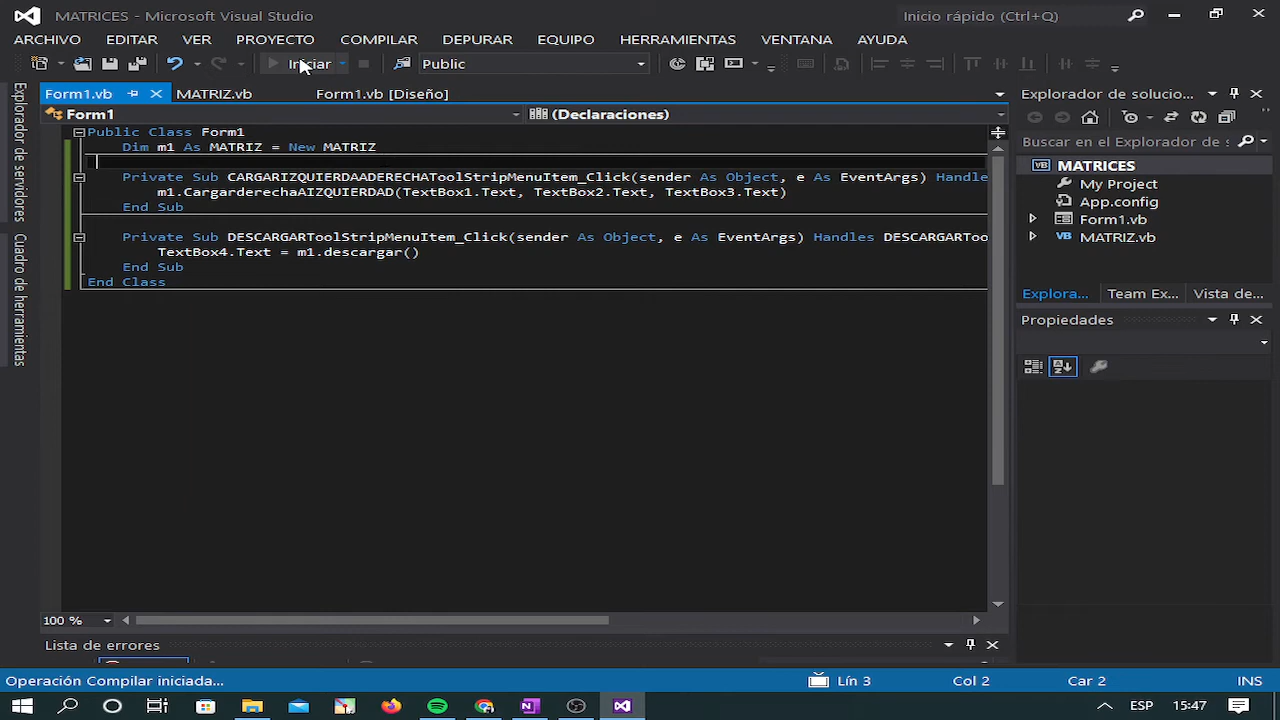 MATRICES - Microsoft Visual Studio
Inicio rápido (Ctrl+Q)
ARCHIVO EDITAR VER PROYECTO COMPILAR DEPURAR EQUIPO HERRAMIENTAS VENTANA AYUDA
Iniciar Public
Form1.vb MATRIZ.vb Form1.vb [Diseño]
Form1 (Declaraciones)
Public Class Form1
Dim m1 As MATRIZ = New MATRIZ
Private Sub CARGARIZQUIERDAADERECHAToolStripMenuItem_Click(sender As Object, e As EventArgs) Handles
m1.CargarderechaAIZQUIERDAD(TextBox1.Text, TextBox2.Text, TextBox3.Text)
End Sub
Private Sub DESCARGARToolStripMenuItem_Click(sender As Object, e As EventArgs) Handles DESCARGARToo
TextBox4.Text = m1.descargar()
End Sub
End Class
100 %
Lista de errores
Explorador de servidores
Cuadro de herramientas
Explorador de solucio...
Buscar en el Explorador de s
MATRICES
My Project
App.config
Form1.vb
MATRIZ.vb
Explora... Team Ex... Vista de...
Propiedades
Operación Compilar iniciada...
Lín 3 Col 2 Car 2 INS
ESP 15:47